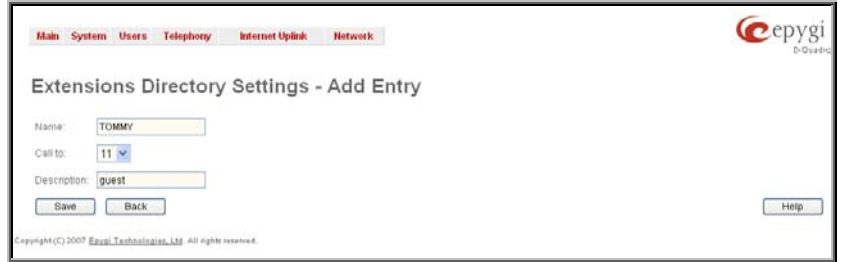 Main System Users Telephony Internet Uplink Network
epygi
D-Quadro
Extensions Directory Settings - Add Entry
Name: TOMMY
Call to: 11
Description: guest
Save Back Help
Copyright (C) 2007 Epygi Technologies, Ltd. All rights reserved.